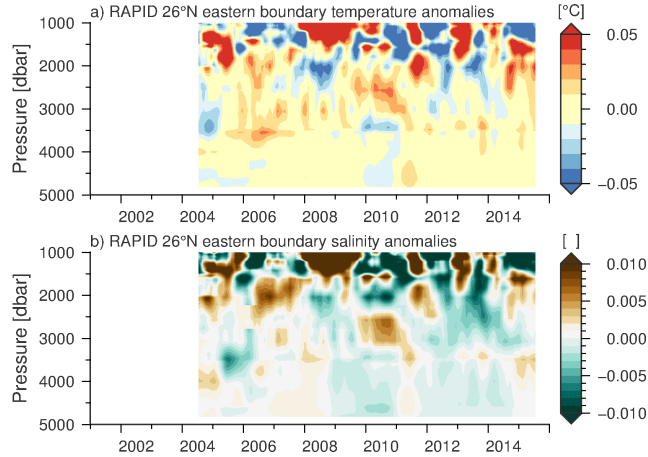 a) RAPID 26°N eastern boundary temperature anomalies
[°C]
1000
2000
3000
4000
5000
Pressure [dbar]
2002 2004 2006 2008 2010 2012 2014
0.05
0.00
−0.05
b) RAPID 26°N eastern boundary salinity anomalies
[ ]
1000
2000
3000
4000
5000
Pressure [dbar]
2002 2004 2006 2008 2010 2012 2014
0.010
0.005
0.000
−0.005
−0.010